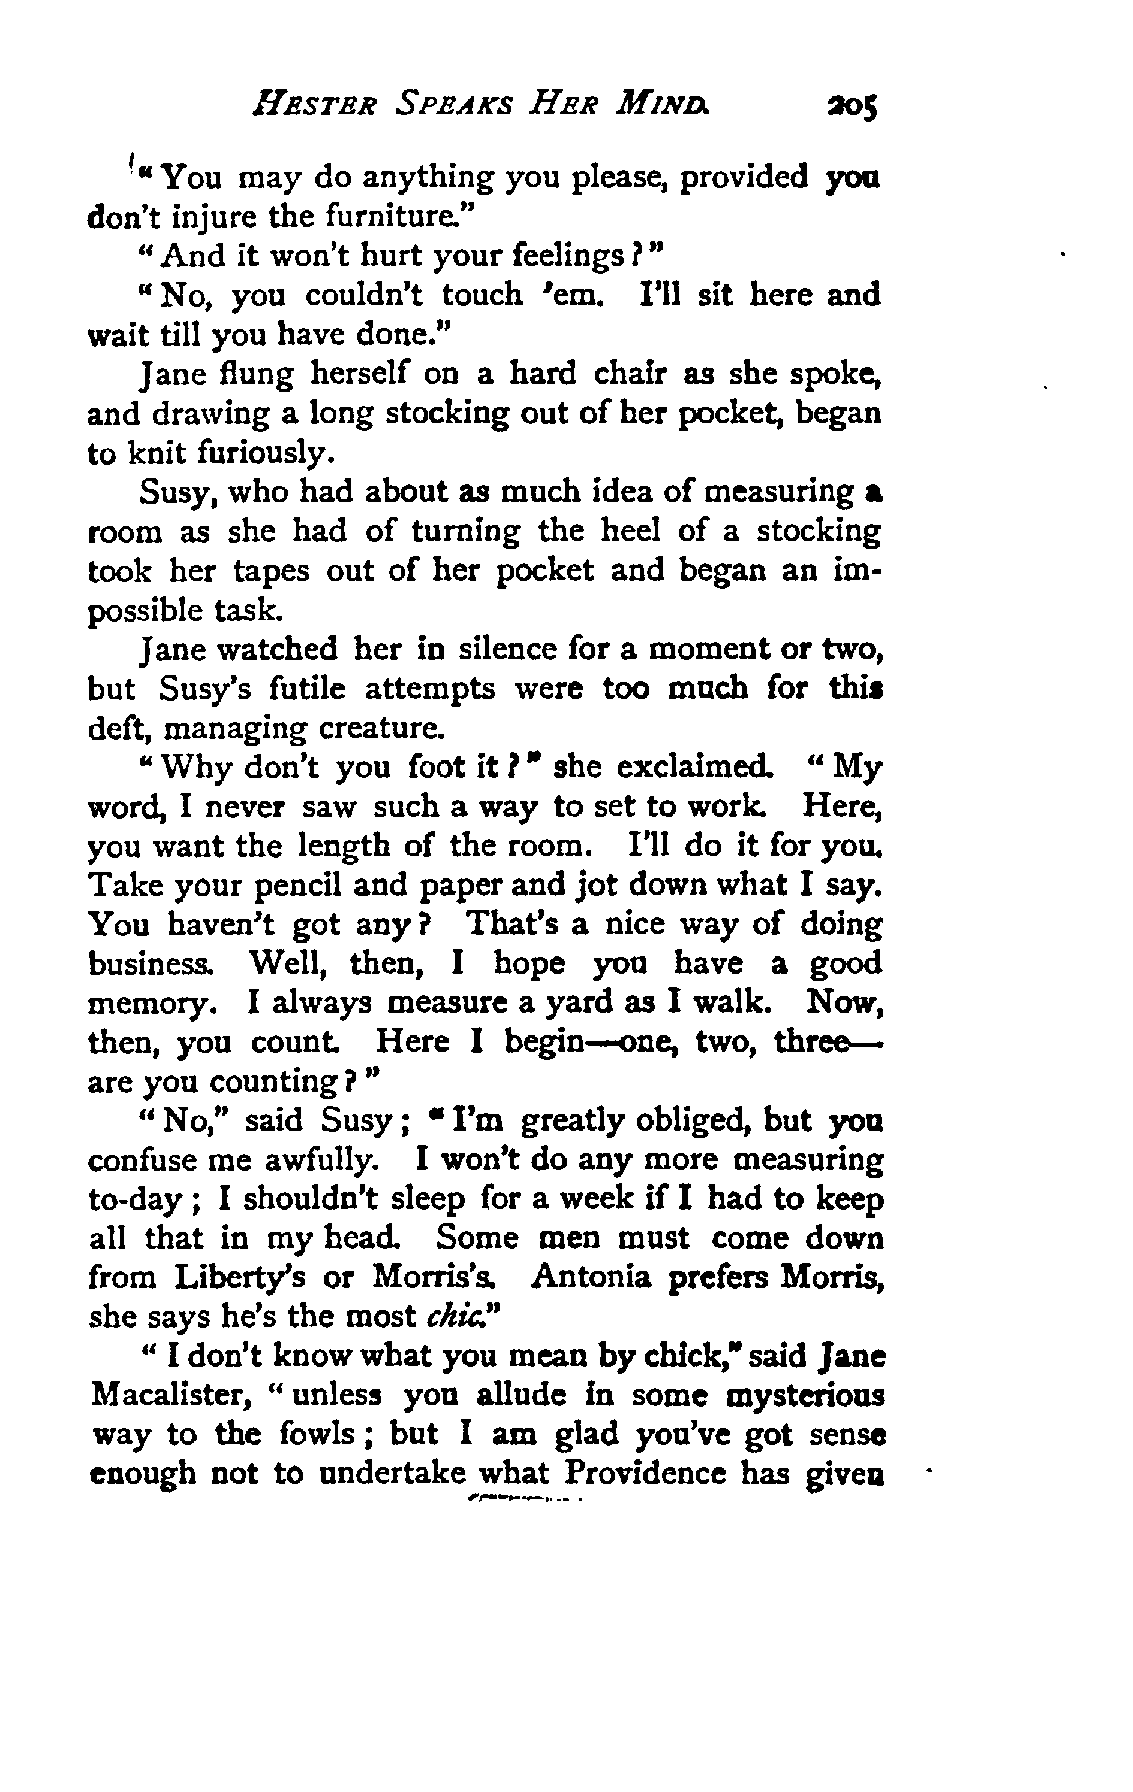 HESTER SPEAKS HER MIND. 205
"You may do anything you please, provided you
don't injure the furniture."
"And it won't hurt your feelings?"
"No, you couldn't touch 'em. I'll sit here and
wait till you have done."
Jane flung herself on a hard chair as she spoke,
and drawing a long stocking out of her pocket, began
to knit furiously.
Susy, who had about as much idea of measuring a
room as she had of turning the heel of a stocking
took her tapes out of her pocket and began an im-
possible task.
Jane watched her in silence for a moment or two,
but Susy's futile attempts were too much for this
deft, managing creature.
"Why don't you foot it?" she exclaimed. "My
word, I never saw such a way to set to work. Here,
you want the length of the room. I'll do it for you.
Take your pencil and paper and jot down what I say.
You haven't got any? That's a nice way of doing
business. Well, then, I hope you have a good
memory. I always measure a yard as I walk. Now,
then, you count. Here I begin—one, two, three—
are you counting?"
"No," said Susy; "I'm greatly obliged, but you
confuse me awfully. I won't do any more measuring
to-day; I shouldn't sleep for a week if I had to keep
all that in my head. Some men must come down
from Liberty's or Morris's. Antonia prefers Morris,
she says he's the most chic."
"I don't know what you mean by chick," said Jane
Macalister, "unless you allude in some mysterious
way to the fowls; but I am glad you've got sense
enough not to undertake what Providence has given